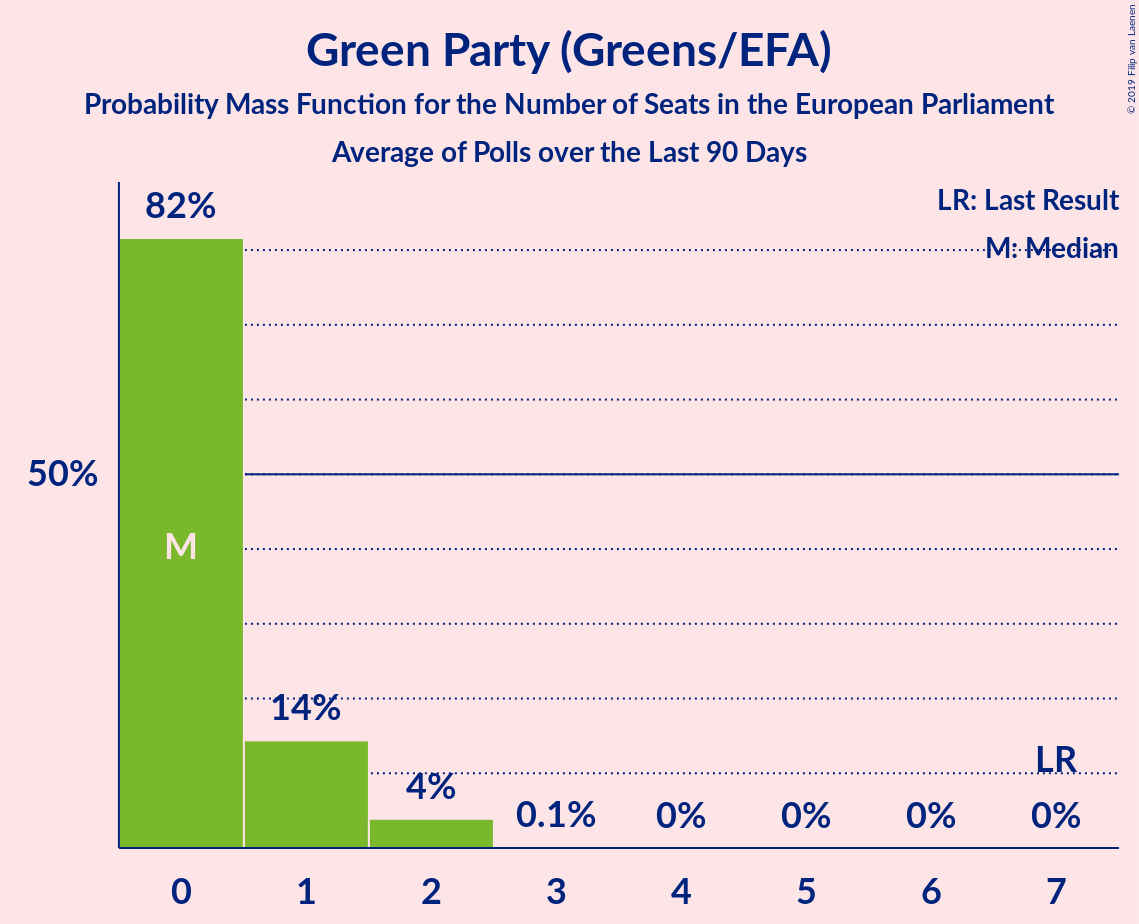 Green Party (Greens/EFA)
Probability Mass Function for the Number of Seats in the European Parliament
Average of Polls over the Last 90 Days
© 2019 Filip van Laenen
LR: Last Result
M: Median
82%
50%
M
14%
4%
0.1%
0%
0%
0%
LR
0%
0 1 2 3 4 5 6 7